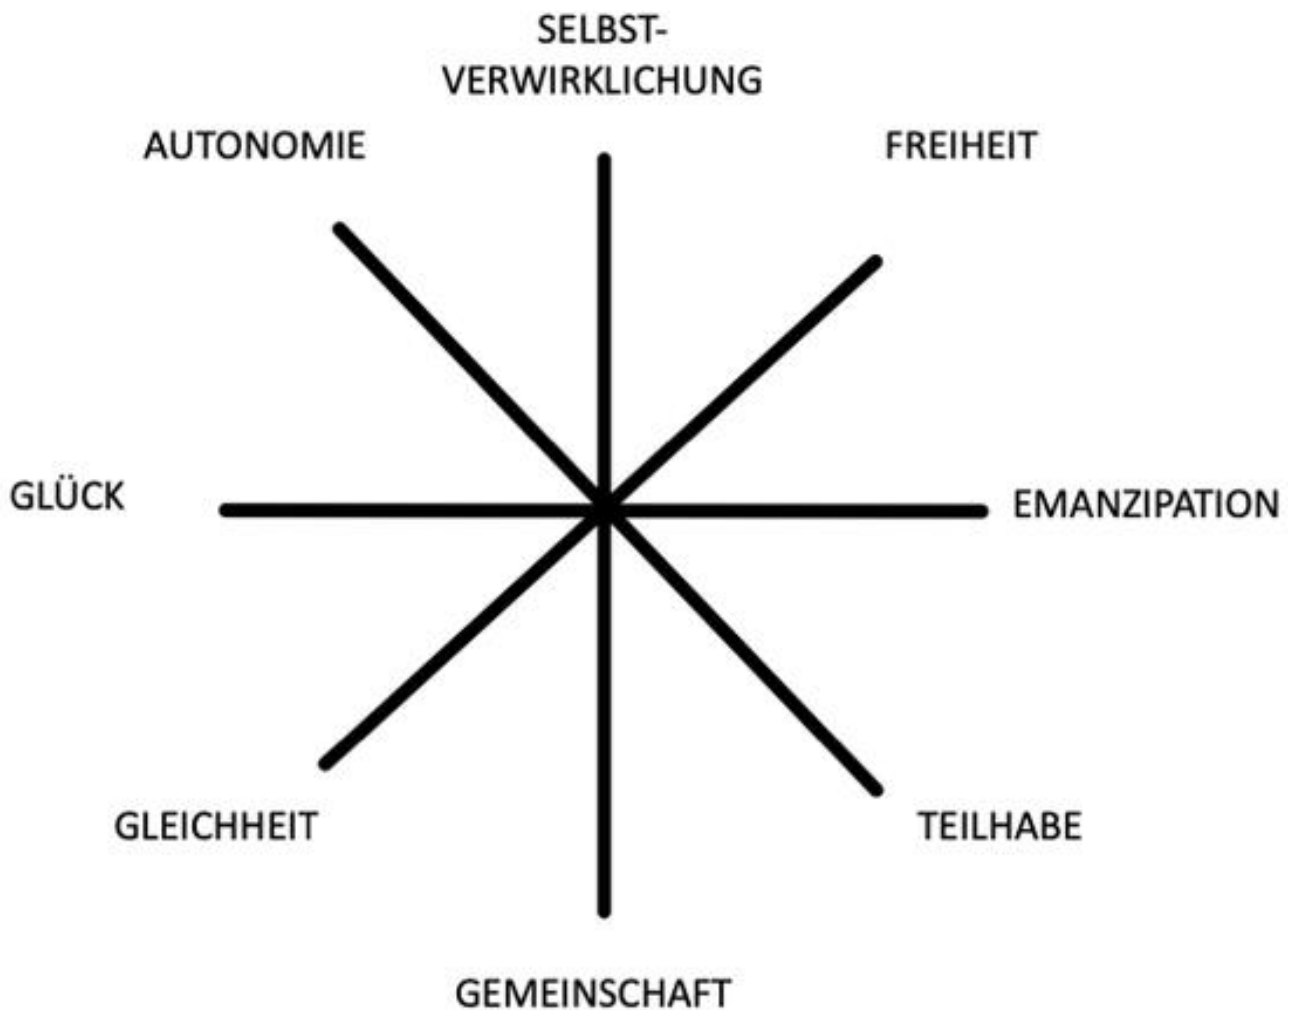 SELBST-
VERWIRKLICHUNG
AUTONOMIE
FREIHEIT
GLÜCK
EMANZIPATION
GLEICHHEIT
TEILHABE
GEMEINSCHAFT